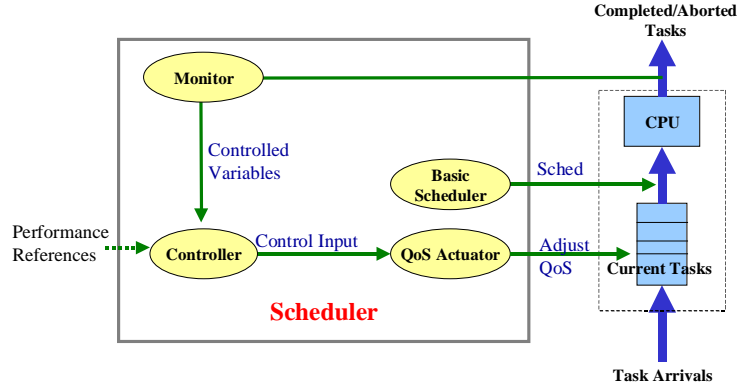 Completed/Aborted
Tasks
Monitor
CPU
Controlled
Variables
Basic
Scheduler
Sched
Performance
References
Controller
Control Input
QoS Actuator
Adjust
QoS
Current Tasks
Scheduler
Task Arrivals